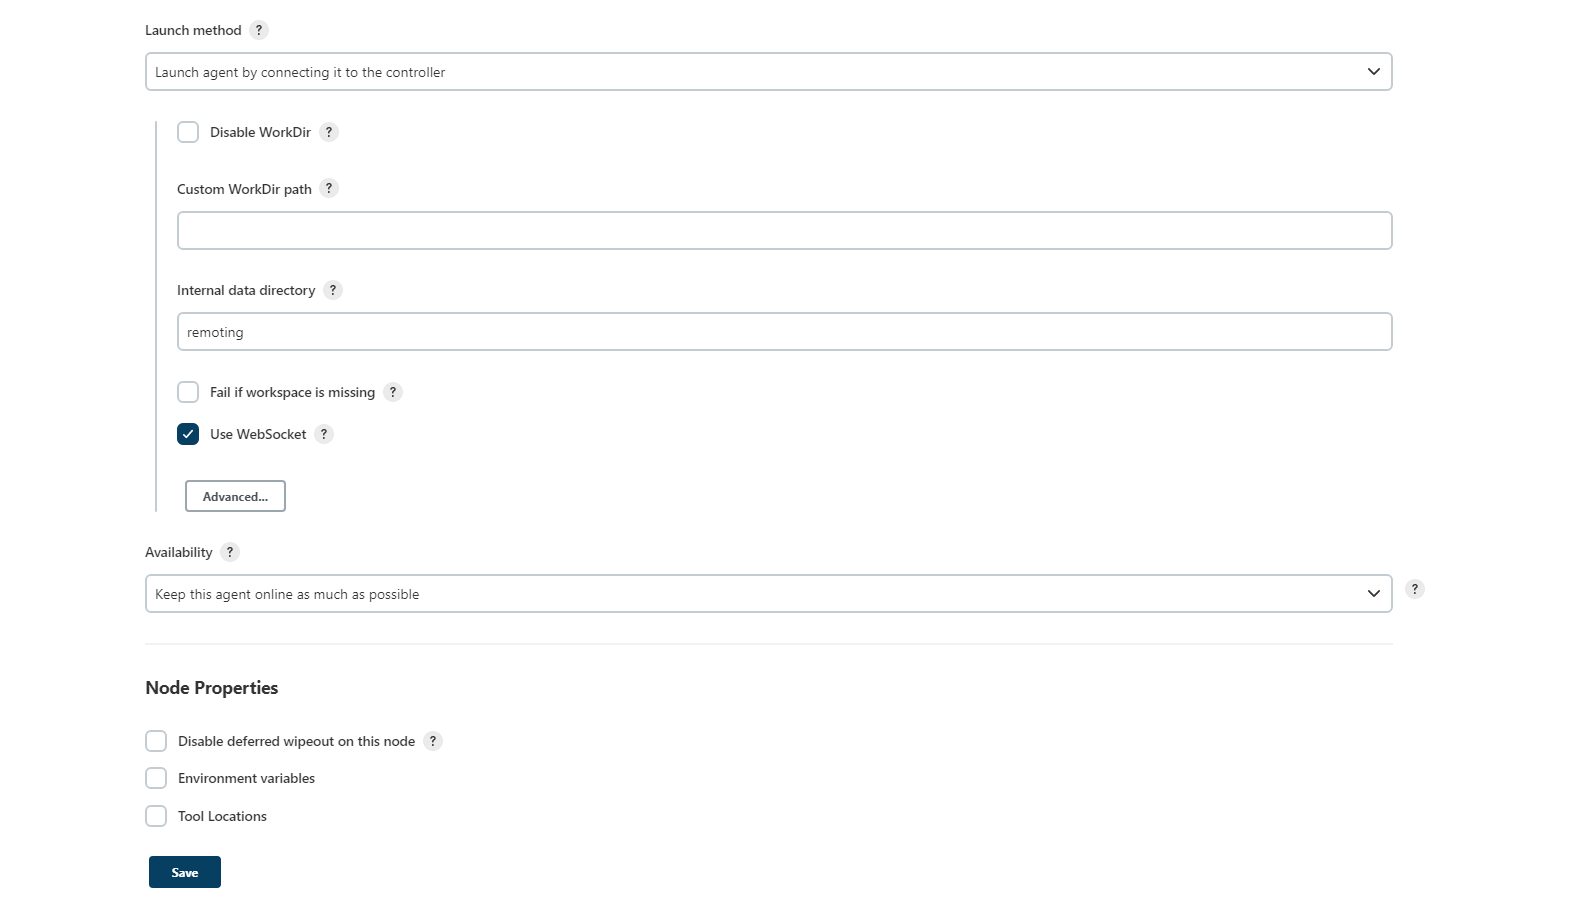 Launch method ?
Launch agent by connecting it to the controller
Disable WorkDir ?
Custom WorkDir path ?
Internal data directory ?
remoting
Fail if workspace is missing ?
Use WebSocket ?
Advanced...
Availability ?
Keep this agent online as much as possible
?
Node Properties
Disable deferred wipeout on this node ?
Environment variables
Tool Locations
Save